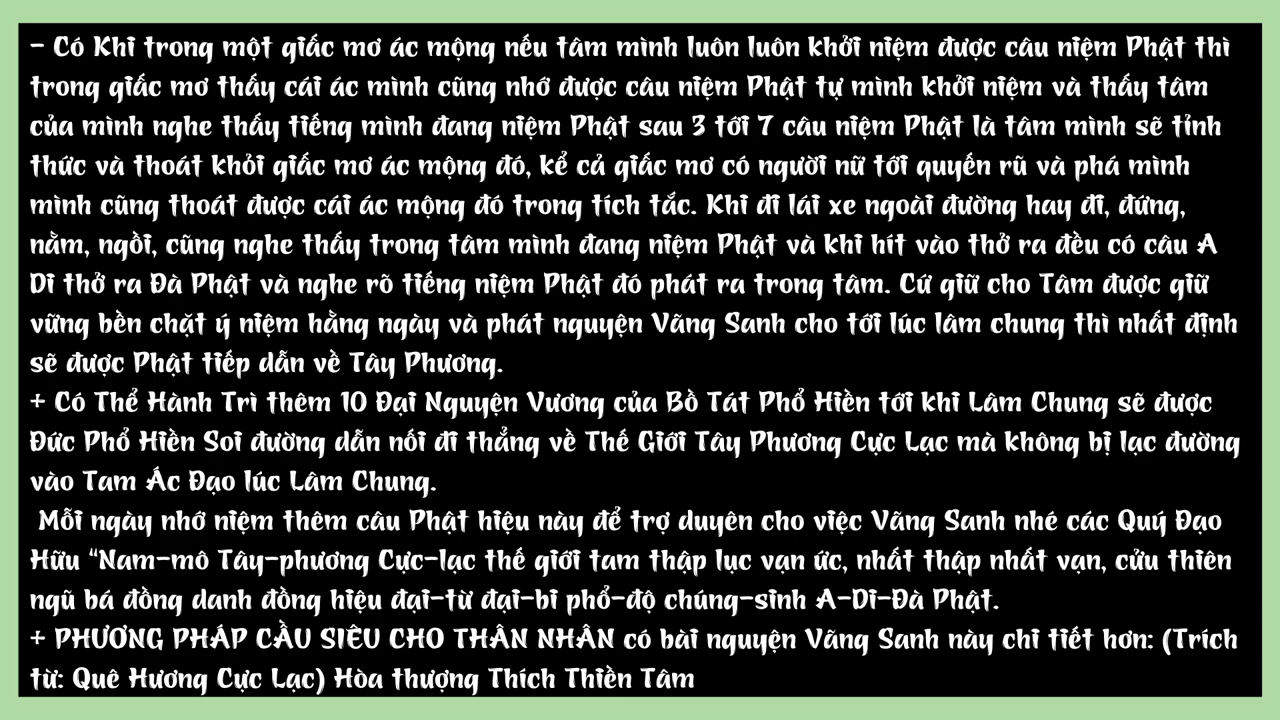 - Có Khi trong một giấc mơ ác mộng nếu tâm mình luôn luôn khởi niệm được câu niệm Phật thì
trong giấc mơ thấy cái ác mình cũng nhớ được câu niệm Phật tự mình khởi niệm và thấy tâm
của mình nghe thấy tiếng mình đang niệm Phật sau 3 tới 7 câu niệm Phật là tâm mình sẽ tỉnh
thức và thoát khỏi giấc mơ ác mộng đó, kể cả giấc mơ có người nữ tới quyến rũ và phá mình
mình cũng thoát được cái ác mộng đó trong tích tắc. Khi đi lái xe ngoài đường hay đi, đứng,
nằm, ngồi, cũng nghe thấy trong tâm mình đang niệm Phật và khi hít vào thở ra đều có câu A
Di thở ra Đà Phật và nghe rõ tiếng niệm Phật đó phát ra trong tâm. Cứ giữ cho Tâm được giữ
vững bền chặt ý niệm hằng ngày và phát nguyện Vãng Sanh cho tới lúc lâm chung thì nhất định
sẽ được Phật tiếp dẫn về Tây Phương.
+ Có Thể Hành Trì thêm 10 Đại Nguyện Vương của Bồ Tát Phổ Hiền tới khi Lâm Chung sẽ được
Đức Phổ Hiền Soi đường dẫn nối đi thẳng về Thế Giới Tây Phương Cực Lạc mà không bị lạc đường
vào Tam Ác Đạo lúc Lâm Chung.
Mỗi ngày nhớ niệm thêm câu Phật hiệu này để trợ duyên cho việc Vãng Sanh nhé các Quý Đạo
Hữu “Nam-mô Tây-phương Cực-lạc thế giới tam thập lục vạn ức, nhất thập nhất vạn, cửu thiên
ngũ bá đồng danh đồng hiệu đại-từ đại-bi phổ-độ chúng-sinh A-Di-Đà Phật.
+ PHƯƠNG PHÁP CẦU SIÊU CHO THÂN NHÂN có bài nguyện Vãng Sanh này chi tiết hơn: (Trích
từ: Quê Hương Cực Lạc) Hòa thượng Thích Thiền Tâm